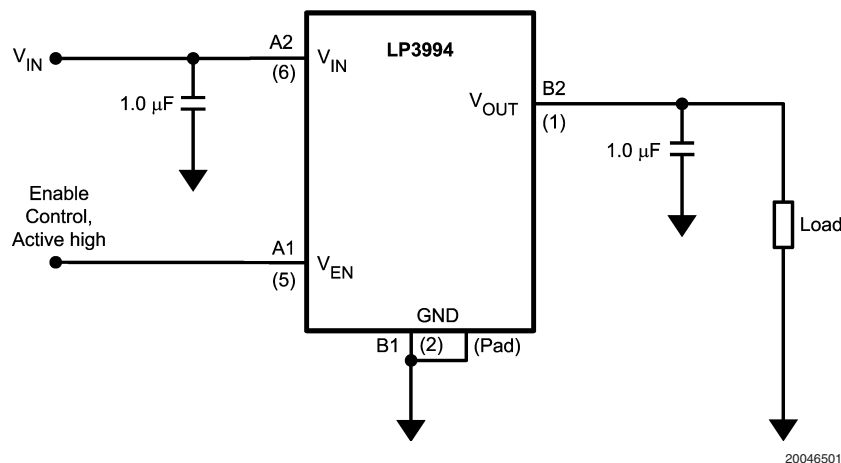 LP3994
A2
V_IN
(6)
V_IN
1.0 μF
B2
V_OUT
(1)
1.0 μF
Enable
Control,
Active high
Load
A1
V_EN
(5)
GND
B1 (2) (Pad)
20046501